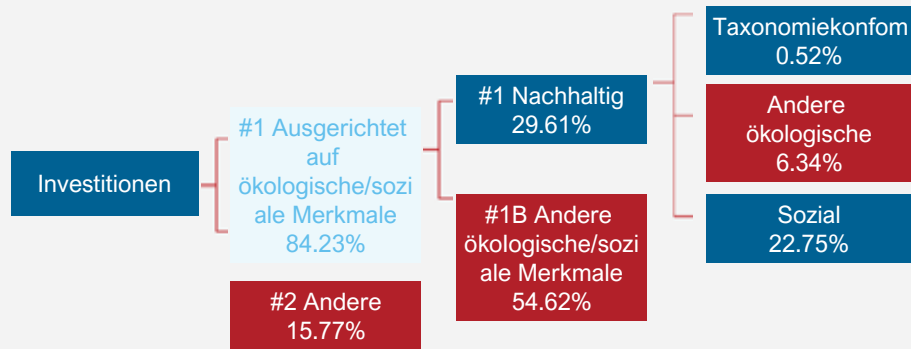 Investitionen
#1 Ausgerichtet
auf
ökologische/sozi
ale Merkmale
84.23%
#2 Andere
15.77%
#1 Nachhaltig
29.61%
#1B Andere
ökologische/sozi
ale Merkmale
54.62%
Taxonomiekonfom
0.52%
Andere
ökologische
6.34%
Sozial
22.75%